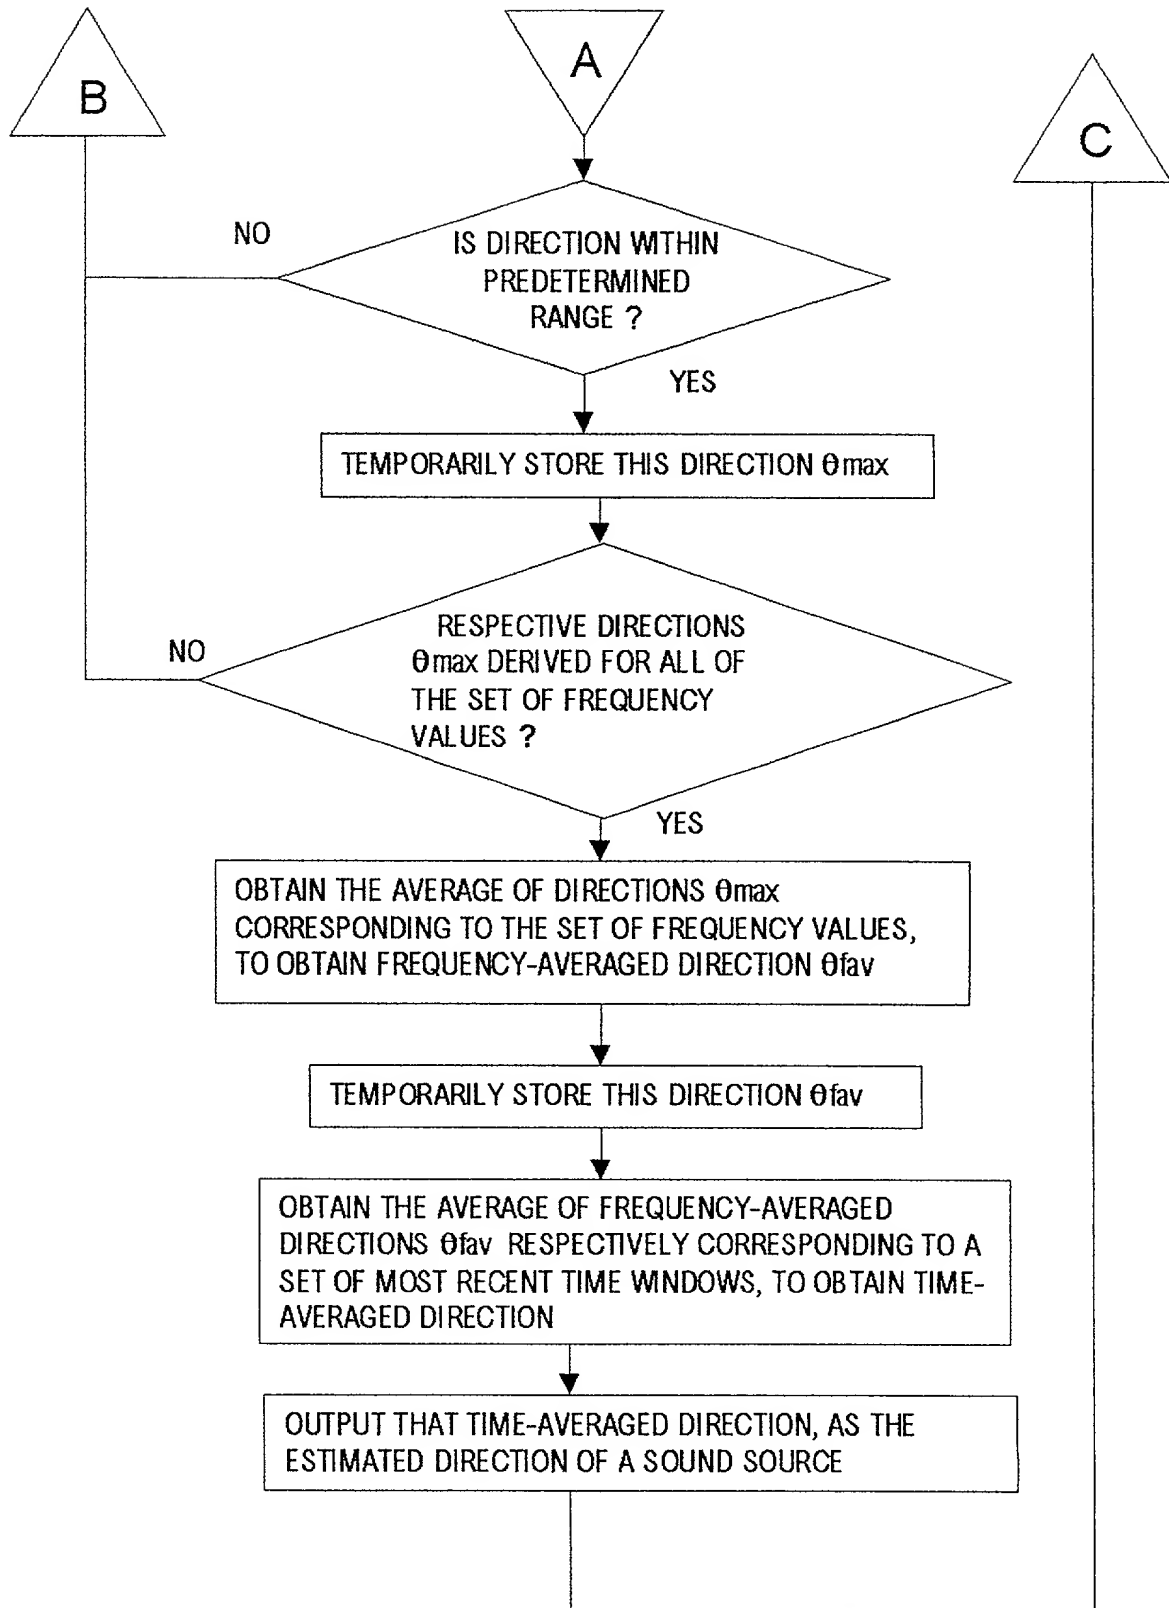 B
A
C
NO
IS DIRECTION WITHIN
PREDETERMINED
RANGE ?
YES
TEMPORARILY STORE THIS DIRECTION θmax
NO
RESPECTIVE DIRECTIONS
θmax DERIVED FOR ALL OF
THE SET OF FREQUENCY
VALUES ?
YES
OBTAIN THE AVERAGE OF DIRECTIONS θmax
CORRESPONDING TO THE SET OF FREQUENCY VALUES,
TO OBTAIN FREQUENCY-AVERAGED DIRECTION θfav
TEMPORARILY STORE THIS DIRECTION θfav
OBTAIN THE AVERAGE OF FREQUENCY-AVERAGED
DIRECTIONS θfav RESPECTIVELY CORRESPONDING TO A
SET OF MOST RECENT TIME WINDOWS, TO OBTAIN TIME-
AVERAGED DIRECTION
OUTPUT THAT TIME-AVERAGED DIRECTION, AS THE
ESTIMATED DIRECTION OF A SOUND SOURCE